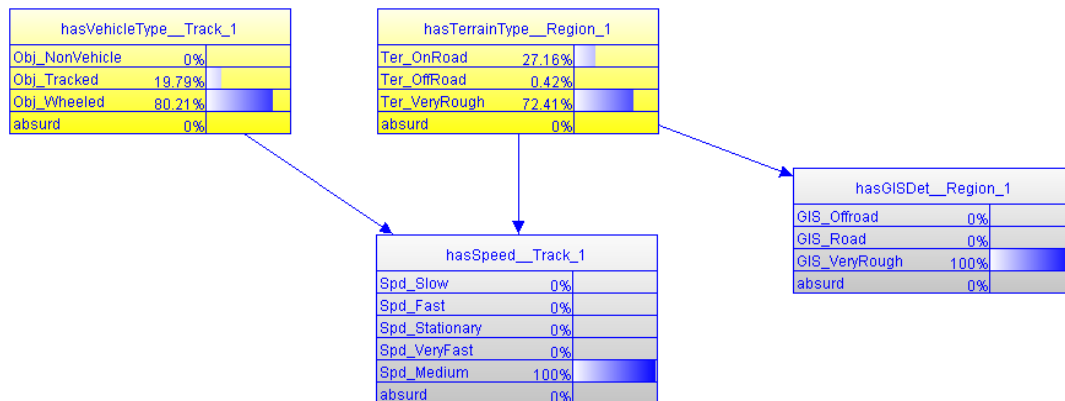 hasVehicleType__Track_1
Obj_NonVehicle 0%
Obj_Tracked 19.79%
Obj_Wheeled 80.21%
absurd 0%
hasTerrainType__Region_1
Ter_OnRoad 27.16%
Ter_OffRoad 0.42%
Ter_VeryRough 72.41%
absurd 0%
hasGISDet__Region_1
GIS_Offroad 0%
GIS_Road 0%
GIS_VeryRough 100%
absurd 0%
hasSpeed__Track_1
Spd_Slow 0%
Spd_Fast 0%
Spd_Stationary 0%
Spd_VeryFast 0%
Spd_Medium 100%
absurd 0%